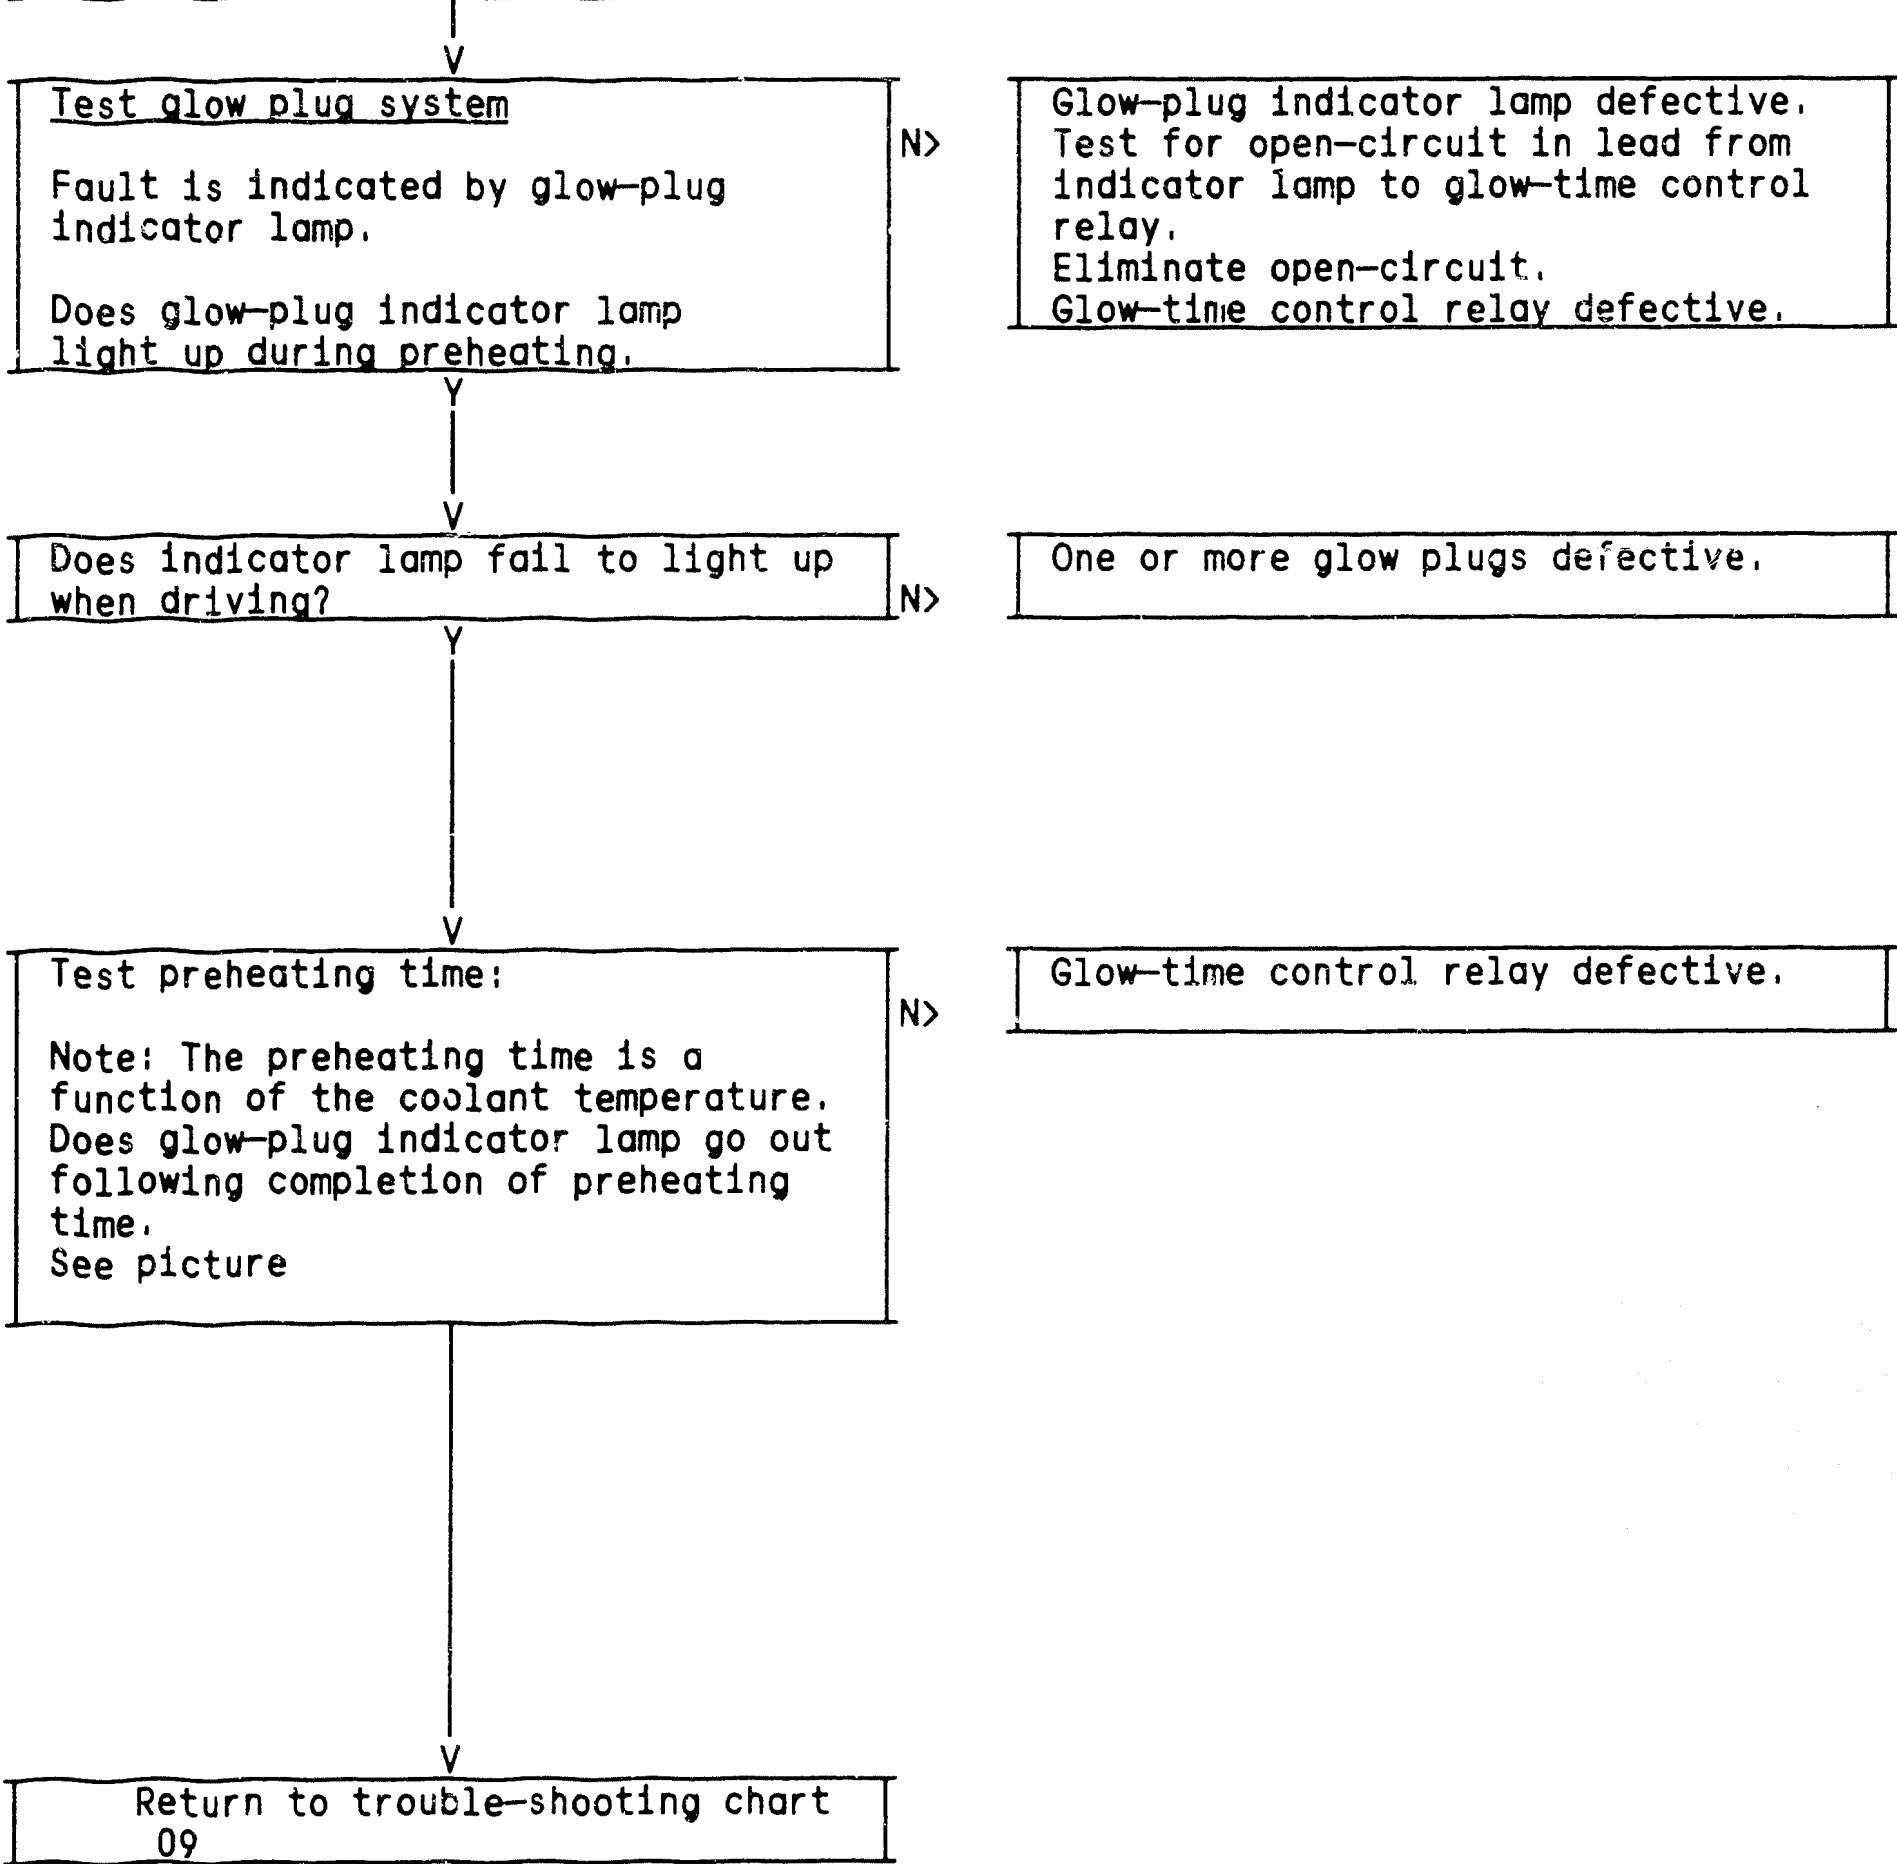 V
Test glow plug system
Fault is indicated by glow-plug
indicator lamp.
Does glow-plug indicator lamp
light up during preheating.
N>
Glow-plug indicator lamp defective.
Test for open-circuit in lead from
indicator lamp to glow-time control
relay.
Eliminate open-circuit.
Glow-time control relay defective.
Y
V
Does indicator lamp fail to light up
when driving?
N>
One or more glow plugs defective.
Y
V
Test preheating time:
Note: The preheating time is a
function of the coolant temperature.
Does glow-plug indicator lamp go out
following completion of preheating
time.
See picture
N>
Glow-time control relay defective.
V
Return to trouble-shooting chart
09